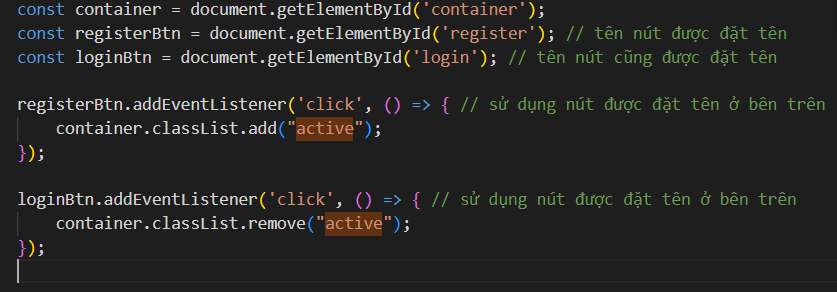 const container = document.getElementById('container');
const registerBtn = document.getElementById('register'); // tên nút được đặt tên
const loginBtn = document.getElementById('login'); // tên nút cũng được đặt tên
registerBtn.addEventListener('click', () => { // sử dụng nút được đặt tên ở bên trên
container.classList.add("active");
});
loginBtn.addEventListener('click', () => { // sử dụng nút được đặt tên ở bên trên
container.classList.remove("active");
});